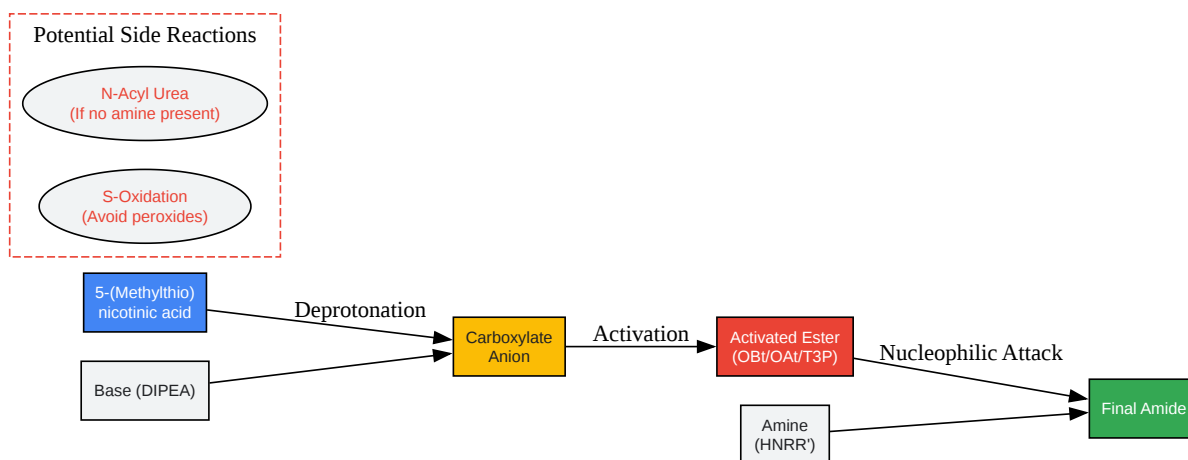 Potential Side Reactions
N-Acyl Urea
(If no amine present)
S-Oxidation
(Avoid peroxides)
5-(Methylthio)
nicotinic acid
Deprotonation
Base (DIPEA)
Carboxylate
Anion
Activation
Activated Ester
(OBt/OAt/T3P)
Nucleophilic Attack
Amine
(HNRR')
Final Amide